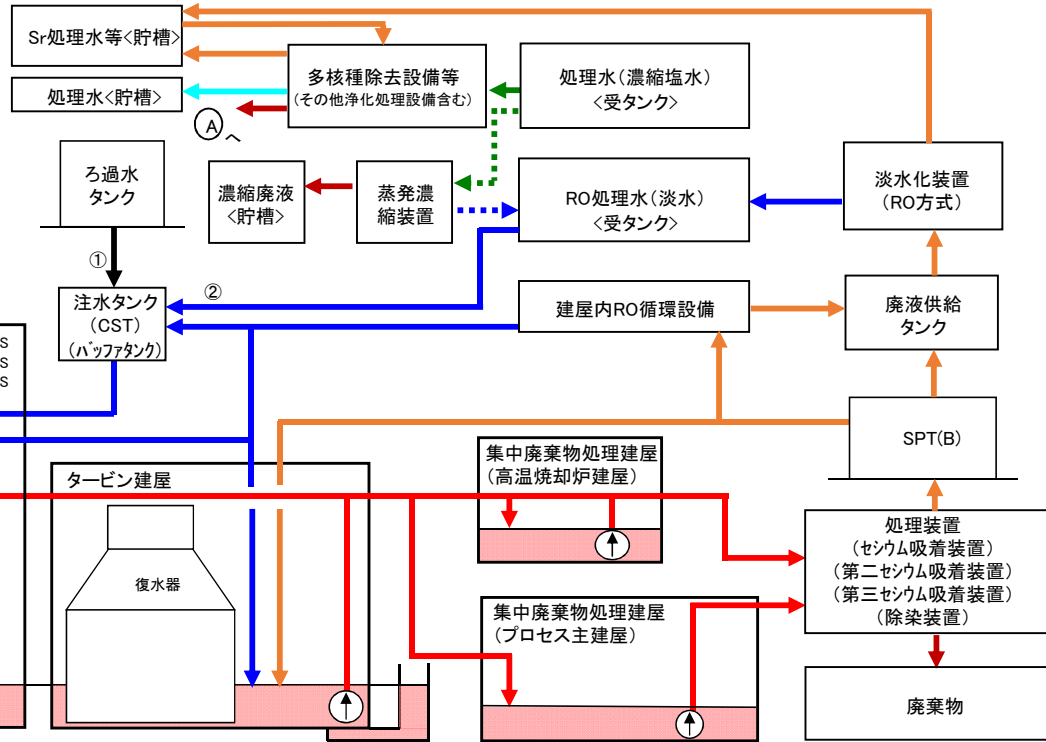 Sr処理水等<貯槽>
処理水<貯槽>
多核種除去設備等
(その他浄化処理設備含む)
A へ
処理水(濃縮塩水)
<受タンク>
ろ過水
タンク
濃縮廃液
<貯槽>
蒸発濃
縮装置
RO処理水(淡水)
<受タンク>
淡水化装置
(RO方式)
①
②
注水タンク
(CST)
(バッファタンク)
建屋内RO循環設備
廃液供給
タンク
S
S
S
SPT(B)
タービン建屋
復水器
集中廃棄物処理建屋
(高温焼却炉建屋)
集中廃棄物処理建屋
(プロセス主建屋)
処理装置
(セシウム吸着装置)
(第二セシウム吸着装置)
(第三セシウム吸着装置)
(除染装置)
廃棄物